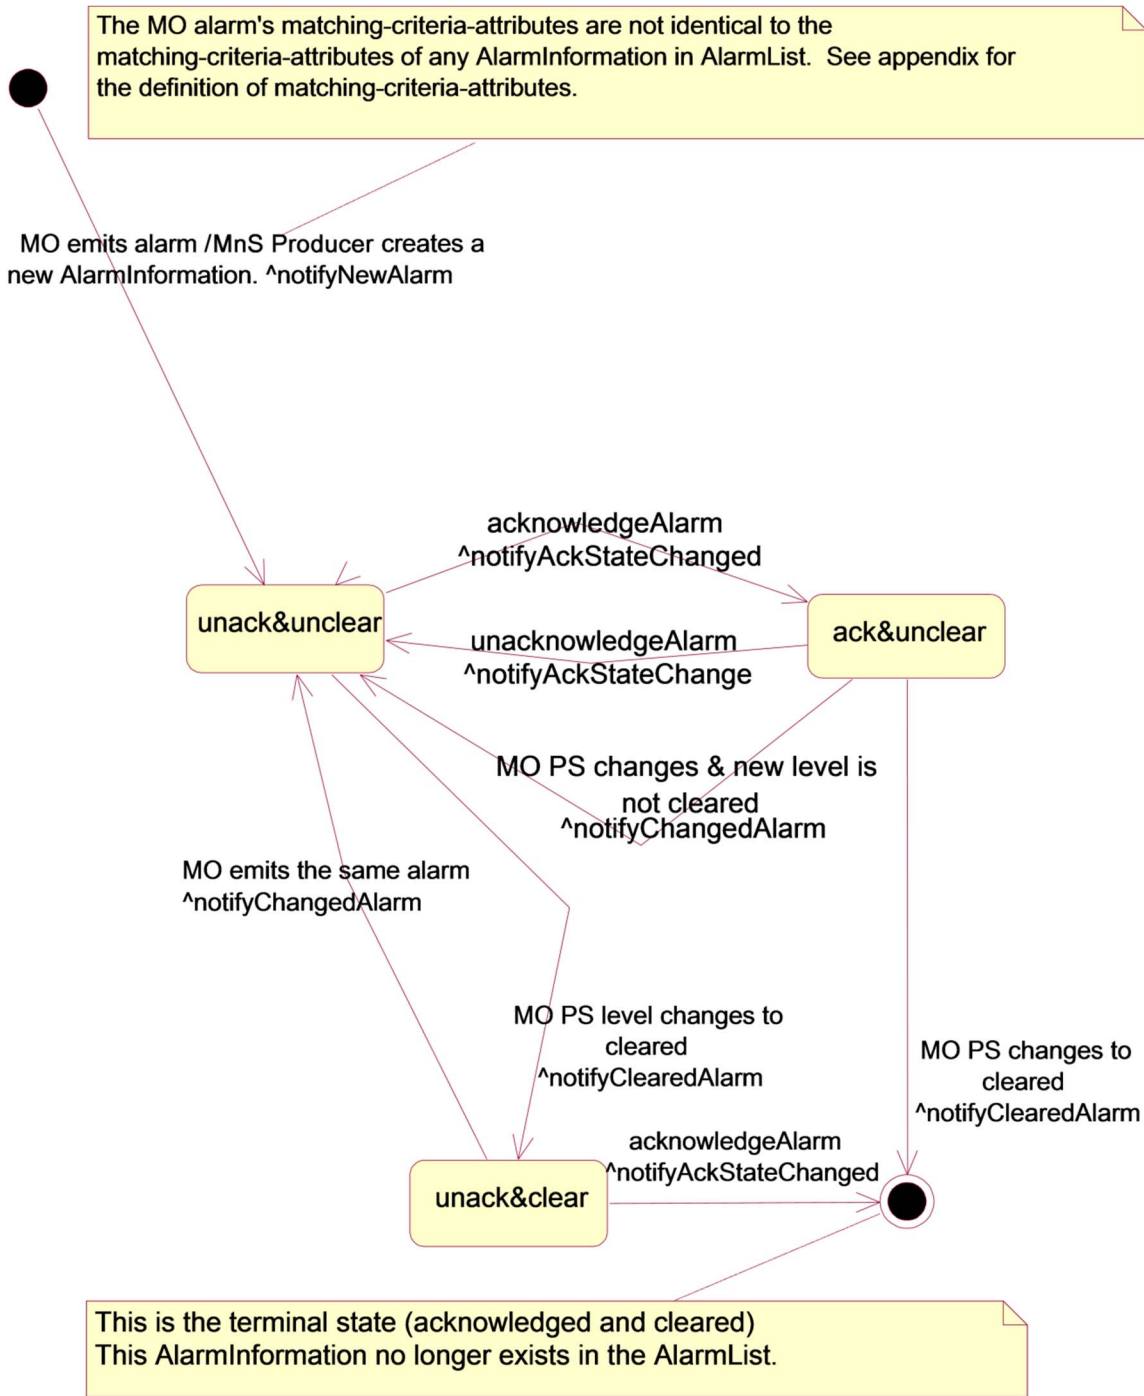 The MO alarm's matching-criteria-attributes are not identical to the
matching-criteria-attributes of any AlarmInformation in AlarmList.  See appendix for
the definition of matching-criteria-attributes.
MO emits alarm /MnS Producer creates a
new AlarmInformation. ^notifyNewAlarm
acknowledgeAlarm
^notifyAckStateChanged
unack&unclear
ack&unclear
unacknowledgeAlarm
^notifyAckStateChange
MO PS changes & new level is
not cleared
^notifyChangedAlarm
MO emits the same alarm
^notifyChangedAlarm
MO PS level changes to
cleared
^notifyClearedAlarm
MO PS changes to
cleared
^notifyClearedAlarm
acknowledgeAlarm
^notifyAckStateChanged
unack&clear
This is the terminal state (acknowledged and cleared)
This AlarmInformation no longer exists in the AlarmList.